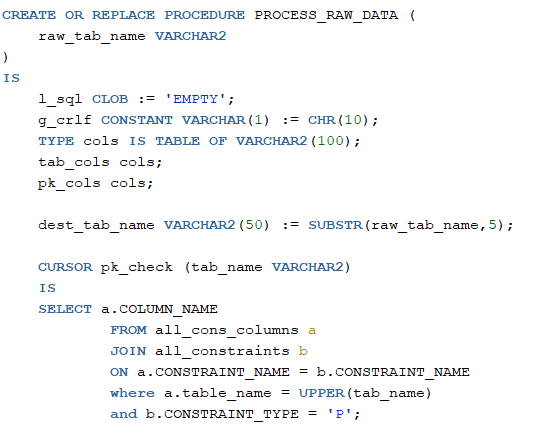 CREATE OR REPLACE PROCEDURE PROCESS_RAW_DATA (
raw_tab_name VARCHAR2
)
IS
l_sql CLOB := 'EMPTY';
g_crlf CONSTANT VARCHAR(1) := CHR(10);
TYPE cols IS TABLE OF VARCHAR2(100);
tab_cols cols;
pk_cols cols;
dest_tab_name VARCHAR2(50) := SUBSTR(raw_tab_name,5);
CURSOR pk_check (tab_name VARCHAR2)
IS
SELECT a.COLUMN_NAME
FROM all_cons_columns a
JOIN all_constraints b
ON a.CONSTRAINT_NAME = b.CONSTRAINT_NAME
where a.table_name = UPPER(tab_name)
and b.CONSTRAINT_TYPE = 'P';